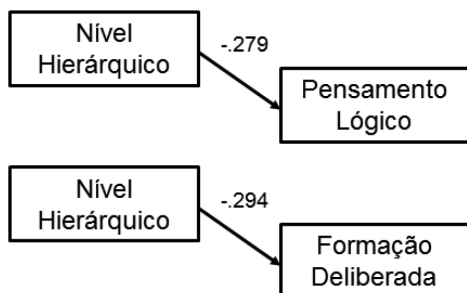 Nível
Hierárquico
-.279
Pensamento
Lógico
Nível
Hierárquico
-.294
Formação
Deliberada